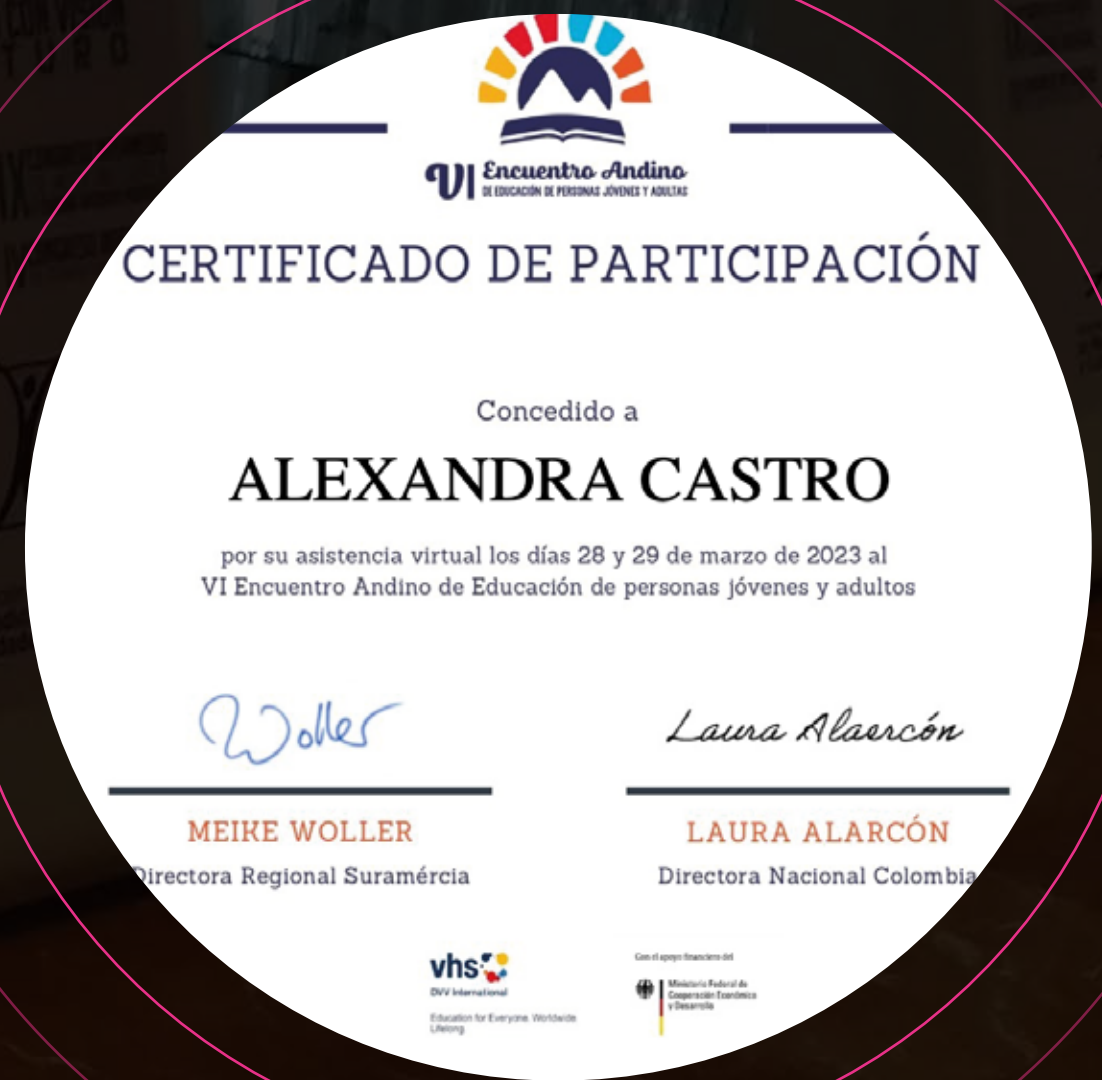 VI Encuentro Andino
DE EDUCACIÓN DE PERSONAS JÓVENES Y ADULTAS
CERTIFICADO DE PARTICIPACIÓN
Concedido a
ALEXANDRA CASTRO
por su asistencia virtual los días 28 y 29 de marzo de 2023 al
VI Encuentro Andino de Educación de personas jóvenes y adultos
Woller
Laura Alaercón
MEIKE WOLLER
LAURA ALARCÓN
Directora Regional Suramércia
Directora Nacional Colombia
vhs
DVV International
Education for Everyone. Worldwide.
Lifelong.
Con el apoyo financiero del
Ministerio Federal de
Cooperación Económica
y Desarrollo